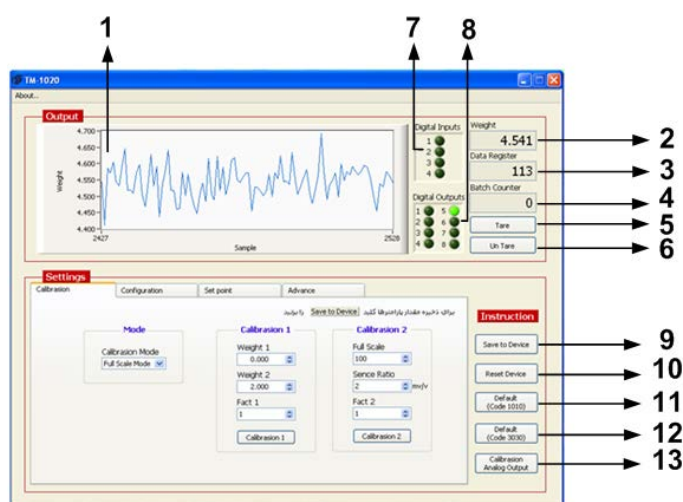 1
7
8
TM-1020
About...
Output
4.700
4.650
4.600
4.550
4.500
4.450
4.400
Weight
2427
2528
Sample
Digital Inputs
1
2
3
4
Digital Outputs
1 5
2 6
3 7
4 8
Weight
4.541
2
Data Register
113
3
Batch Counter
0
4
Tare
5
Un Tare
6
Settings
Calibrasion
Configuration
Set point
Advance
برای ذخیره مقدار پارامترها کلید Save to Device را بزنید
Mode
Calibrasion Mode
Full Scale Mode
Calibrasion 1
Weight 1
0.000
Weight 2
2.000
Fact 1
1
Calibrasion 1
Calibrasion 2
Full Scale
100
Sence Ratio
2 mv/v
Fact 2
1
Calibrasion 2
Instruction
Save to Device
9
Reset Device
10
Default
(Code 1010)
11
Default
(Code 3030)
12
Calibrasion
Analog Output
13